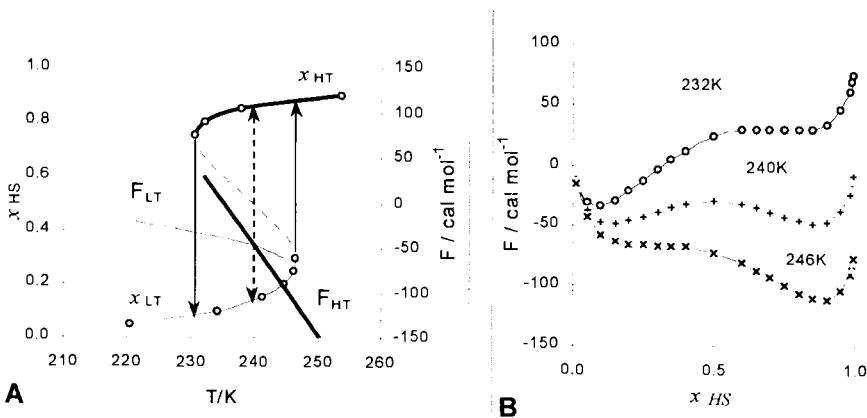 1.0
0.8
0.6
0.4
0.2
0.0
x HS
210
220
230
240
250
260
T/K
150
100
50
0
-50
-100
-150
F / cal mol-1
x HT
F LT
x LT
F HT
A
100
50
0
-50
-100
-150
F / cal mol-1
232K
240K
246K
0.0
0.5
1.0
x HS
B